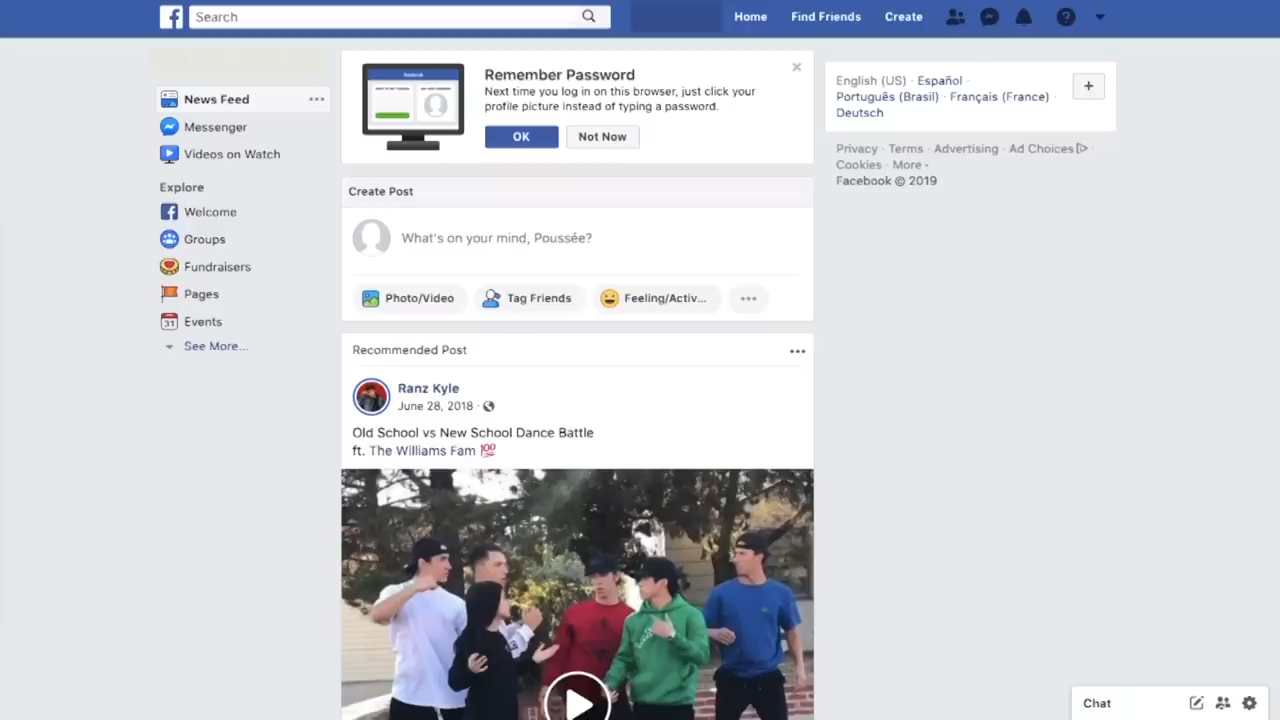 Search
Home
Find Friends
Create
News Feed
Messenger
Videos on Watch
Explore
Welcome
Groups
Fundraisers
Pages
31
Events
See More...
Remember Password
Next time you log in on this browser, just click your
profile picture instead of typing a password.
OK
Not Now
Create Post
What's on your mind, Poussée?
Photo/Video
Tag Friends
Feeling/Activ...
Recommended Post
Ranz Kyle
June 28, 2018 ·
Old School vs New School Dance Battle
ft. The Williams Fam 💯
English (US) · Español ·
Português (Brasil) · Français (France) ·
Deutsch
Privacy · Terms · Advertising · Ad Choices ·
Cookies · More
Facebook © 2019
Chat